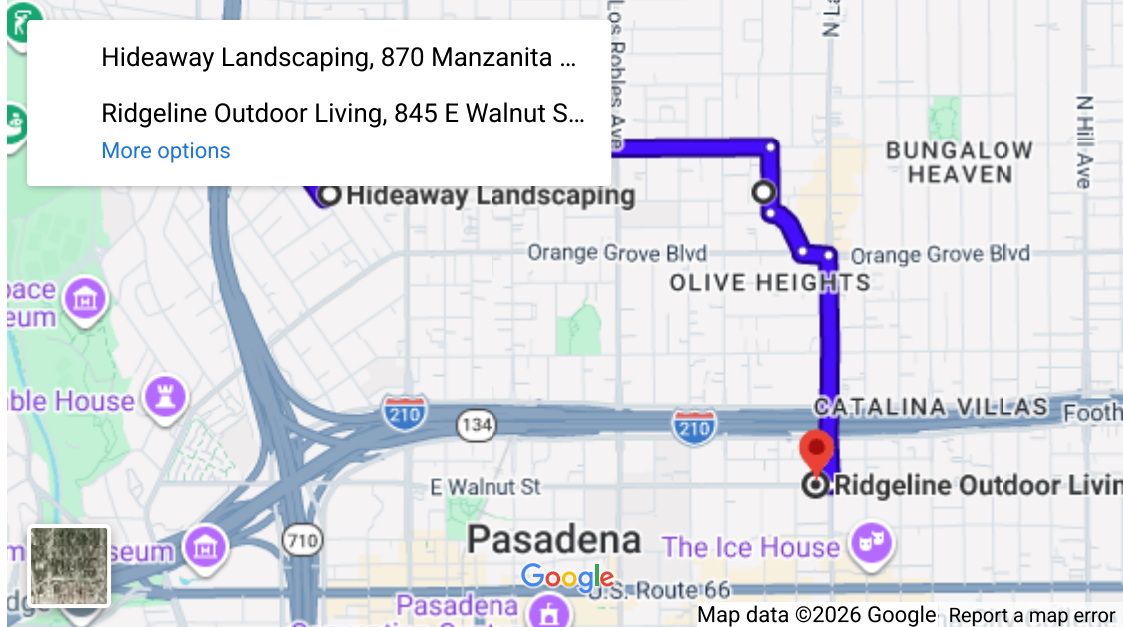 Hideaway Landscaping, 870 Manzanita ...
Ridgeline Outdoor Living, 845 E Walnut S...
More options
Los Robles Ave
N La
N Hill Ave
BUNGALOW
HEAVEN
Hideaway Landscaping
Orange Grove Blvd
Orange Grove Blvd
OLIVE HEIGHTS
pace
eum
ble House
210
134
210
CATALINA VILLAS
Footh
E Walnut St
Ridgeline Outdoor Livin
710
Pasadena
The Ice House
Google
U.S. Route 66
Pasadena
Map data ©2026 Google
Report a map error